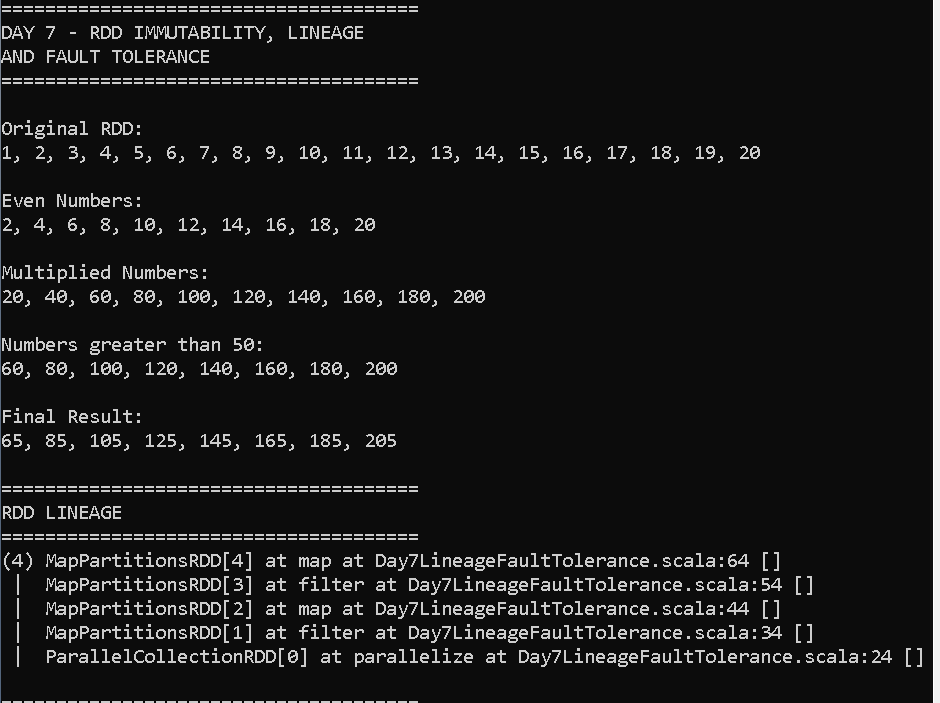 ======================================
DAY 7 - RDD IMMUTABILITY, LINEAGE
AND FAULT TOLERANCE
======================================
Original RDD:
1, 2, 3, 4, 5, 6, 7, 8, 9, 10, 11, 12, 13, 14, 15, 16, 17, 18, 19, 20
Even Numbers:
2, 4, 6, 8, 10, 12, 14, 16, 18, 20
Multiplied Numbers:
20, 40, 60, 80, 100, 120, 140, 160, 180, 200
Numbers greater than 50:
60, 80, 100, 120, 140, 160, 180, 200
Final Result:
65, 85, 105, 125, 145, 165, 185, 205
======================================
RDD LINEAGE
======================================
(4) MapPartitionsRDD[4] at map at Day7LineageFaultTolerance.scala:64 []
 |  MapPartitionsRDD[3] at filter at Day7LineageFaultTolerance.scala:54 []
 |  MapPartitionsRDD[2] at map at Day7LineageFaultTolerance.scala:44 []
 |  MapPartitionsRDD[1] at filter at Day7LineageFaultTolerance.scala:34 []
 |  ParallelCollectionRDD[0] at parallelize at Day7LineageFaultTolerance.scala:24 []
======================================